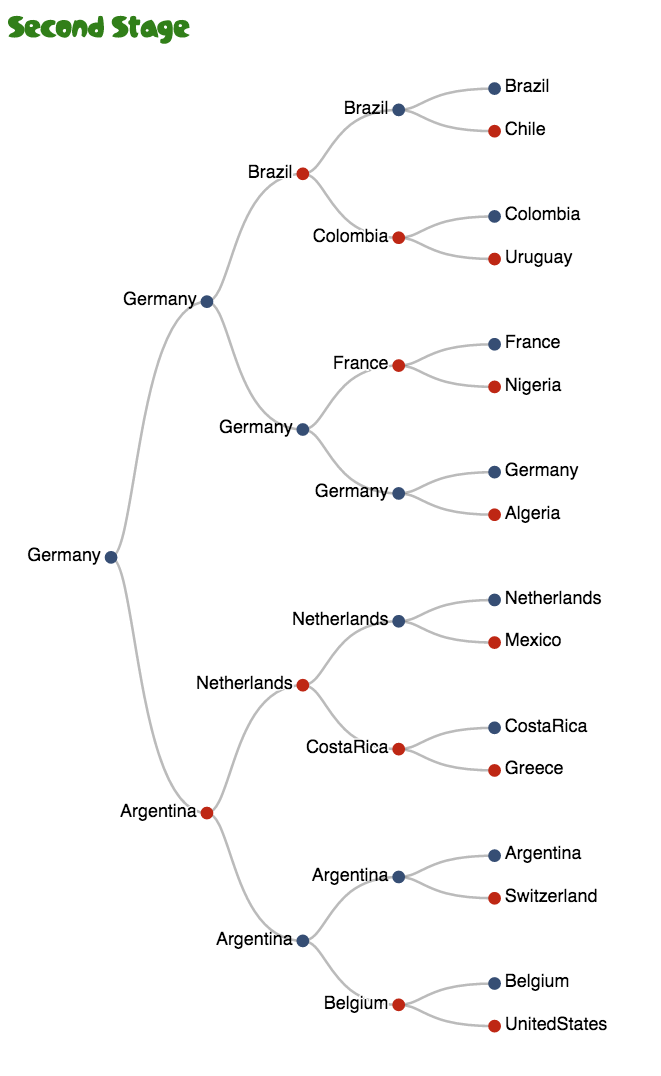 Second Stage
Brazil
Brazil
Chile
Brazil
Colombia
Colombia
Uruguay
Germany
France
France
Nigeria
Germany
Germany
Germany
Algeria
Germany
Netherlands
Netherlands
Mexico
Netherlands
CostaRica
CostaRica
Greece
Argentina
Argentina
Argentina
Switzerland
Argentina
Belgium
Belgium
UnitedStates